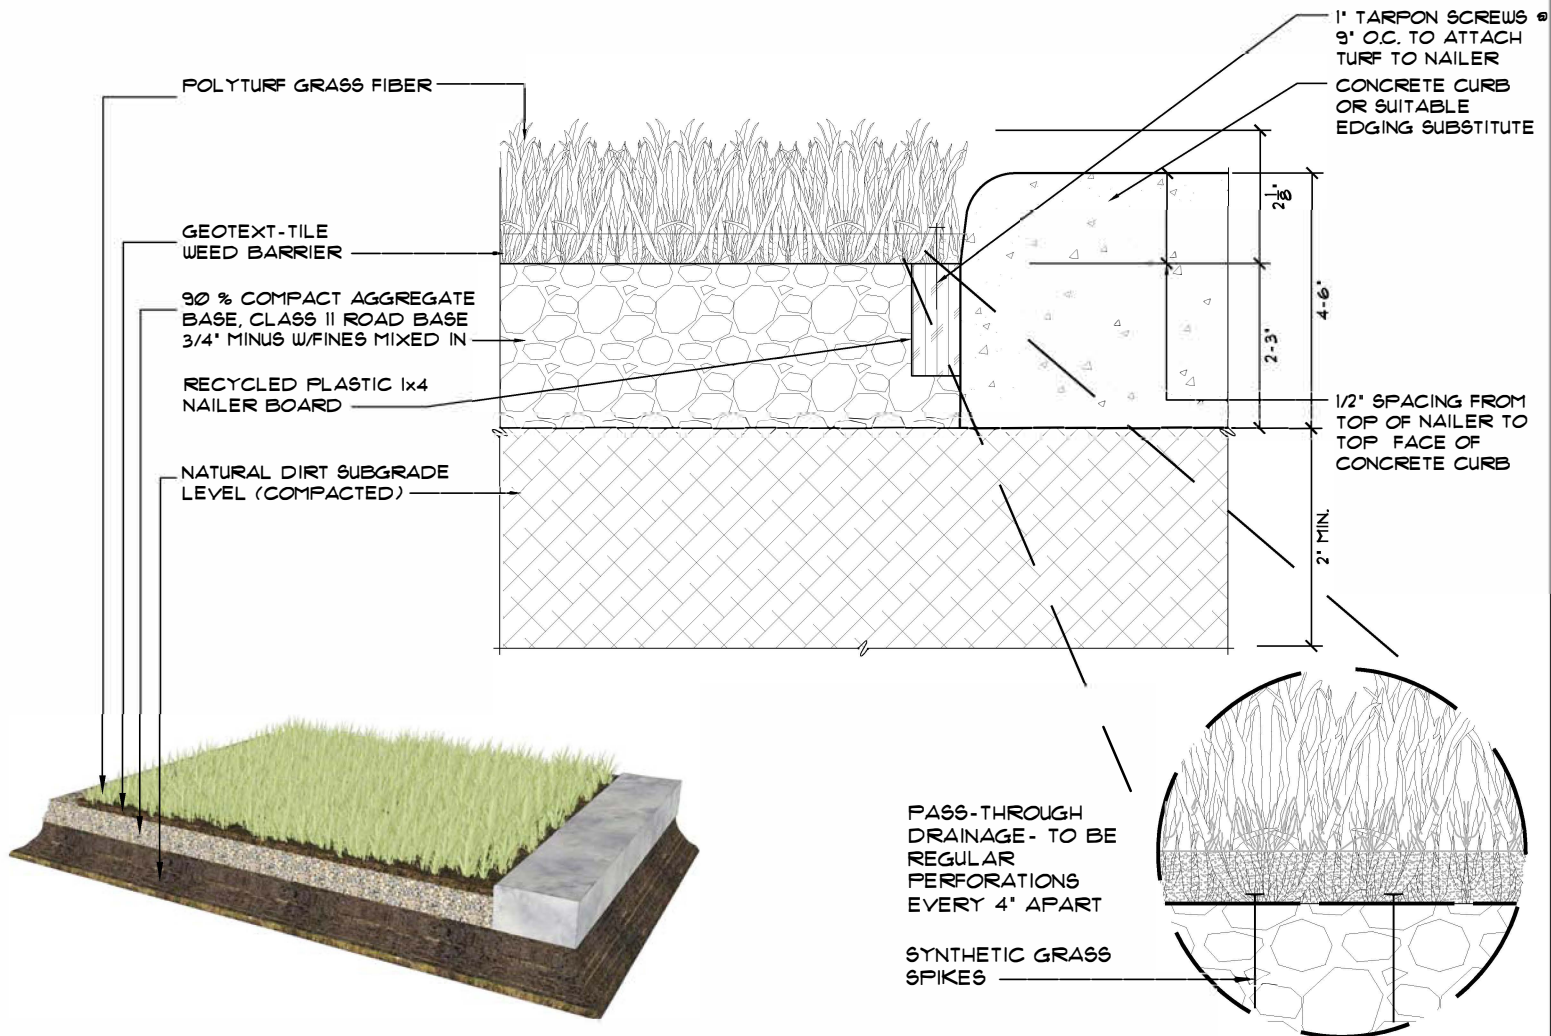 POLYTURF GRASS FIBER
GEOTEXT-TILE
WEED BARRIER
90 % COMPACT AGGREGATE
BASE, CLASS II ROAD BASE
3/4" MINUS W/FINES MIXED IN
RECYCLED PLASTIC 1x4
NAILER BOARD
NATURAL DIRT SUBGRADE
LEVEL (COMPACTED)
1" TARPON SCREWS @
9" O.C. TO ATTACH
TURF TO NAILER
CONCRETE CURB
OR SUITABLE
EDGING SUBSTITUTE
2 1/8"
4-6"
2-3"
1/2" SPACING FROM
TOP OF NAILER TO
TOP FACE OF
CONCRETE CURB
2" MIN.
PASS-THROUGH
DRAINAGE- TO BE
REGULAR
PERFORATIONS
EVERY 4" APART
SYNTHETIC GRASS
SPIKES